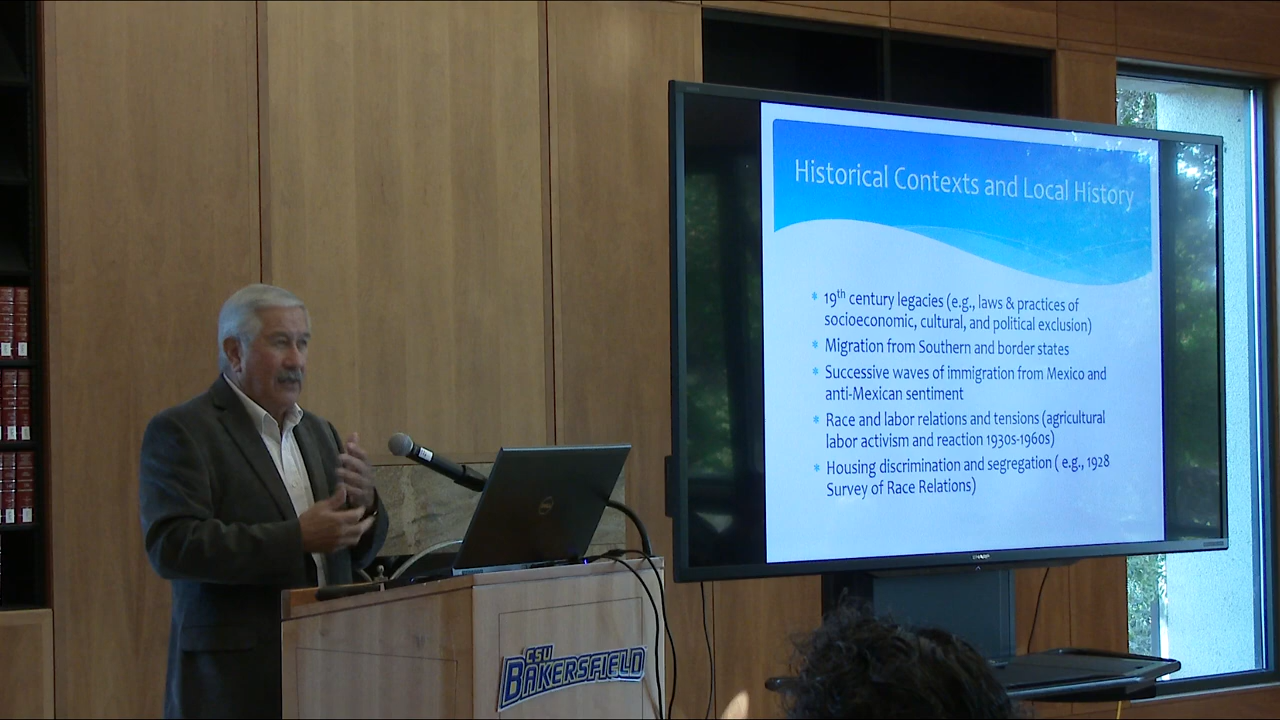 Historical Contexts and Local History
* 19th century legacies (e.g., laws & practices of
socioeconomic, cultural, and political exclusion)
* Migration from Southern and border states
* Successive waves of immigration from Mexico and
anti-Mexican sentiment
* Race and labor relations and tensions (agricultural
labor activism and reaction 1930s-1960s)
* Housing discrimination and segregation ( e.g., 1928
Survey of Race Relations)
SHARP
DELL
CSU
BAKERSFIELD